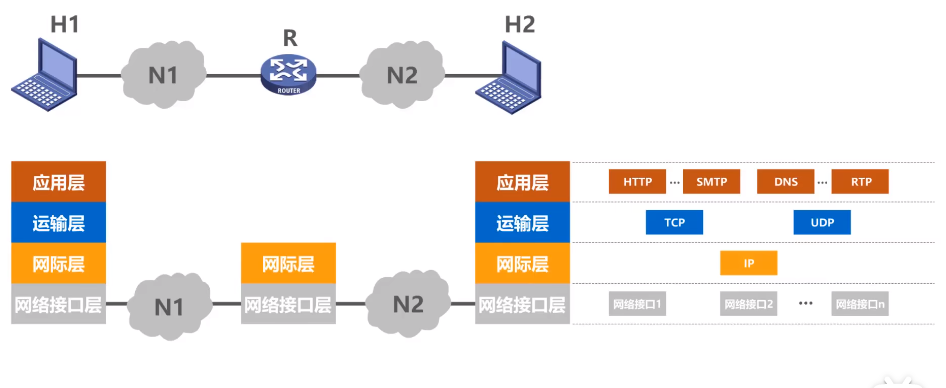 H1
H2
R
N1
N2
ROUTER
应用层
应用层
HTTP ... SMTP
DNS ... RTP
运输层
运输层
TCP
UDP
网际层
网际层
网际层
IP
网络接口层
N1
网络接口层
N2
网络接口层
网络接口1
网络接口2
...
网络接口n